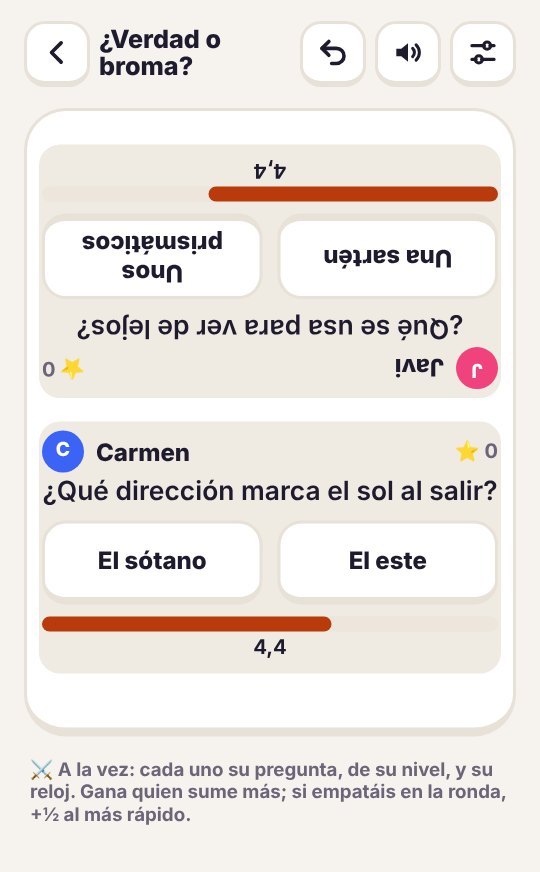 ¿Verdad o
broma?
4,4
Unos
prismáticos
Una sartén
¿Qué se usa para ver de lejos?
0
Javi
J
C
Carmen
0
¿Qué dirección marca el sol al salir?
El sótano
El este
4,4
A la vez: cada uno su pregunta, de su nivel, y su
reloj. Gana quien sume más; si empatáis en la ronda,
+½ al más rápido.